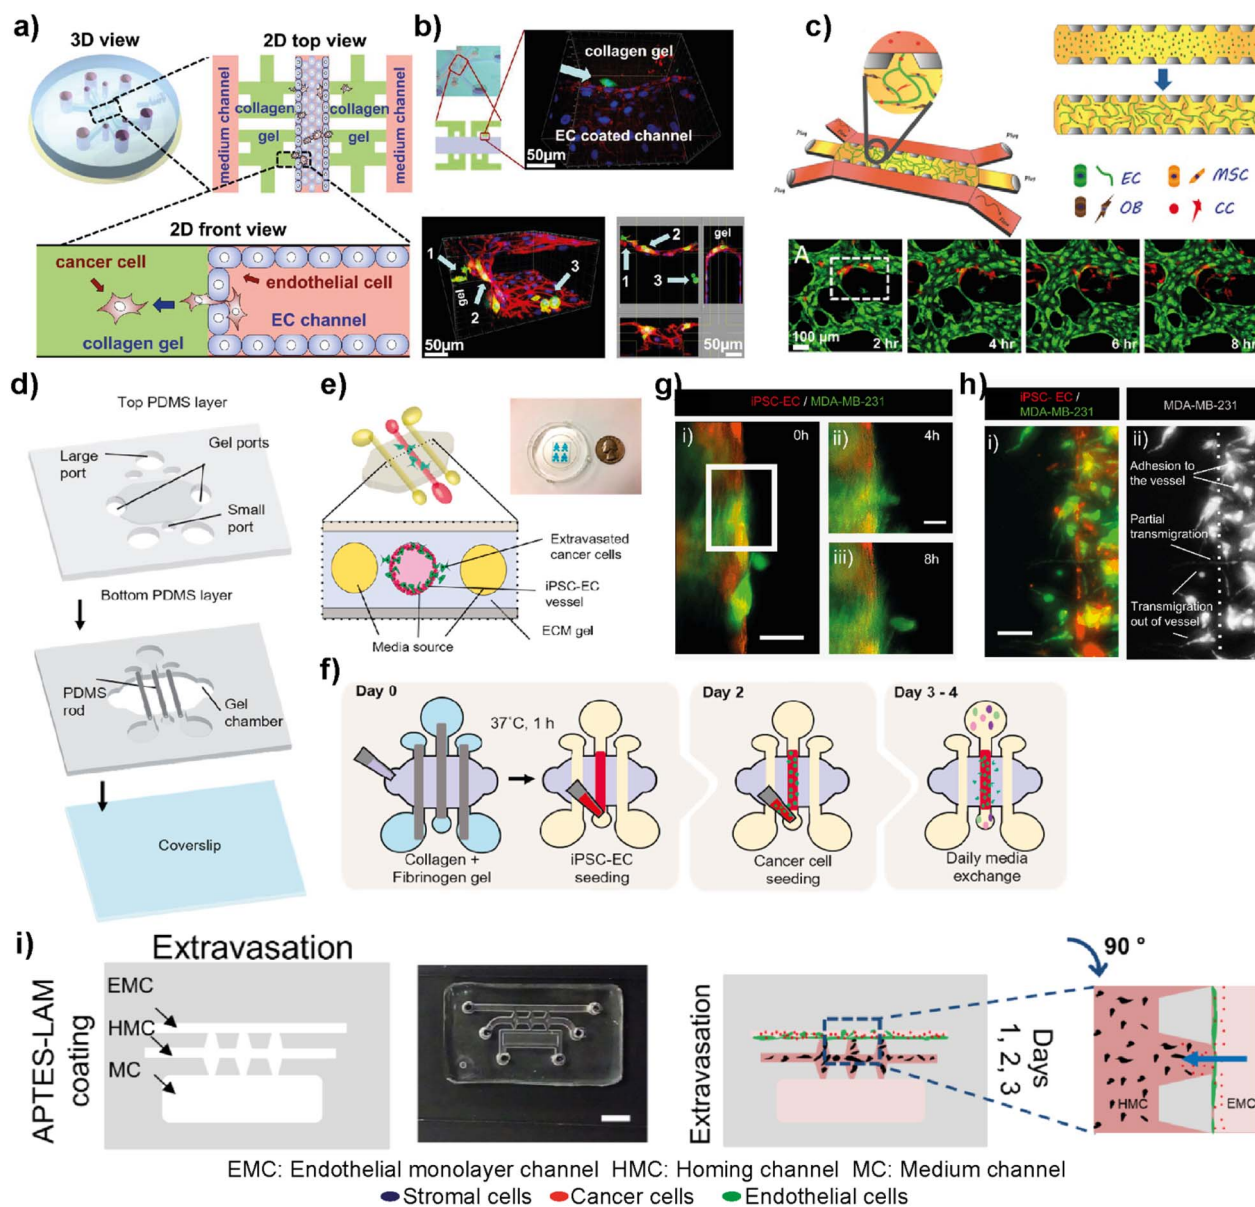 a)
3D view
2D top view
medium channel
collagen
gel
collagen
gel
medium channel
2D front view
cancer cell
endothelial cell
EC channel
collagen gel
b)
collagen gel
EC coated channel
50µm
1
2
3
gel
50µm
2
gel
1
3
50µm
c)
Plug
Plug
Plug
Plug
EC
MSC
OB
CC
A
100 µm
2 hr
4 hr
6 hr
8 hr
d)
Top PDMS layer
Large
port
Gel ports
Small
port
Bottom PDMS layer
PDMS
rod
Gel
chamber
Coverslip
e)
Extravasated
cancer cells
iPSC-EC
vessel
ECM gel
Media source
f)
Day 0
37˚C, 1 h
Collagen +
Fibrinogen gel
iPSC-EC
seeding
Day 2
Cancer cell
seeding
Day 3 - 4
Daily media
exchange
g)
iPSC-EC / MDA-MB-231
i)
0h
ii)
4h
iii)
8h
h)
iPSC- EC /
MDA-MB-231
i)
MDA-MB-231
ii)
Adhesion to
the vessel
Partial
transmigration
Transmigration
out of vessel
i)
Extravasation
APTES-LAM
coating
EMC
HMC
MC
Extravasation
Days
1, 2, 3
90 °
HMC
EMC
EMC: Endothelial monolayer channel HMC: Homing channel MC: Medium channel
Stromal cells Cancer cells Endothelial cells